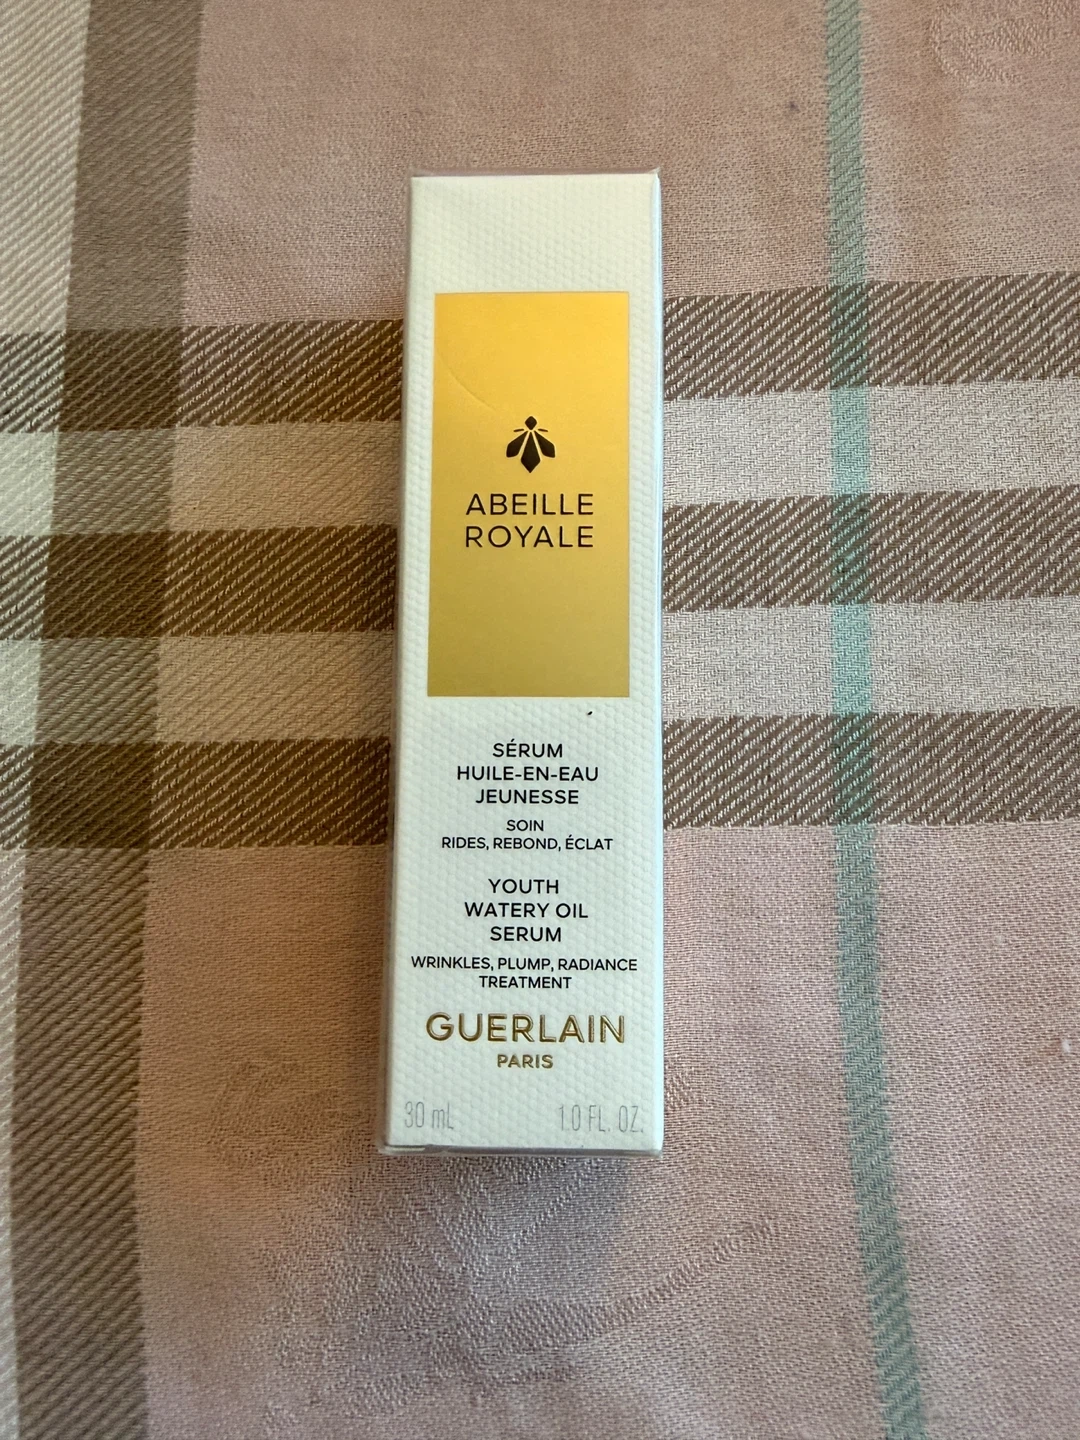 ABEILLE
ROYALE
SÉRUM
HUILE-EN-EAU
JEUNESSE
SOIN
RIDES, REBOND, ÉCLAT
YOUTH
WATERY OIL
SERUM
WRINKLES, PLUMP, RADIANCE
TREATMENT
GUERLAIN
PARIS
30 mL 1.0 FL. OZ.